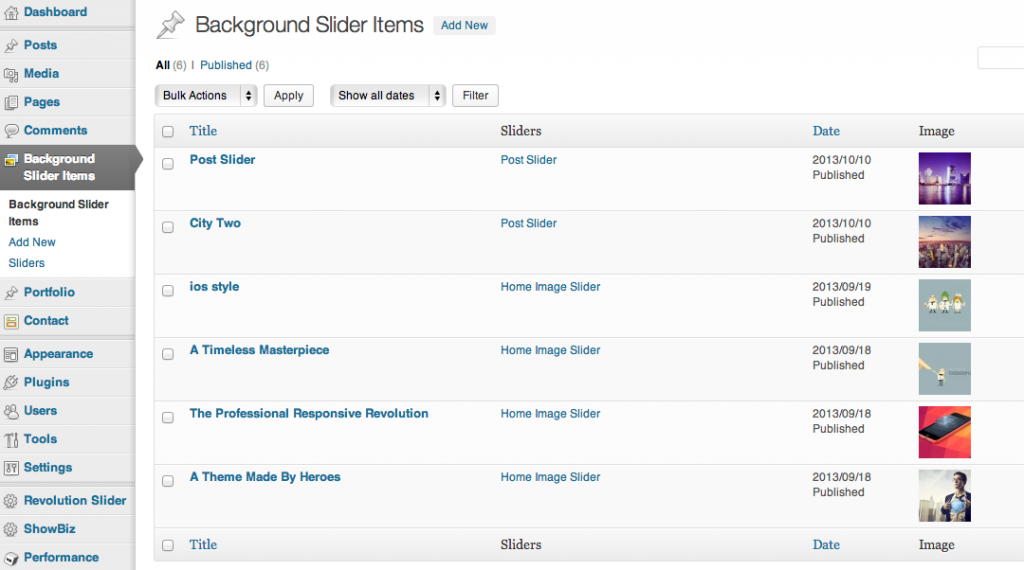 Dashboard
Posts
Media
Pages
Comments
Background
Slider Items
Background Slider
Items
Add New
Sliders
Portfolio
Contact
Appearance
Plugins
Users
Tools
Settings
Revolution Slider
ShowBiz
Performance
Background Slider Items Add New
All (6) | Published (6)
Bulk Actions Apply Show all dates Filter
Title Sliders Date Image
Post Slider Post Slider 2013/10/10
Published
City Two Post Slider 2013/10/10
Published
ios style Home Image Slider 2013/09/19
Published
A Timeless Masterpiece Home Image Slider 2013/09/18
Published
The Professional Responsive Revolution Home Image Slider 2013/09/18
Published
A Theme Made By Heroes Home Image Slider 2013/09/18
Published
Title Sliders Date Image